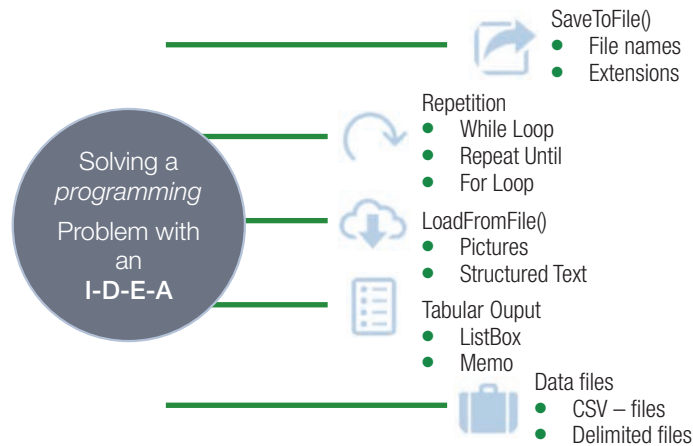 SaveToFile()
● File names
● Extensions
Repetition
● While Loop
● Repeat Until
● For Loop
Solving a
programming
Problem with
an
I-D-E-A
LoadFromFile()
● Pictures
● Structured Text
Tabular Ouput
● ListBox
● Memo
Data files
● CSV – files
● Delimited files